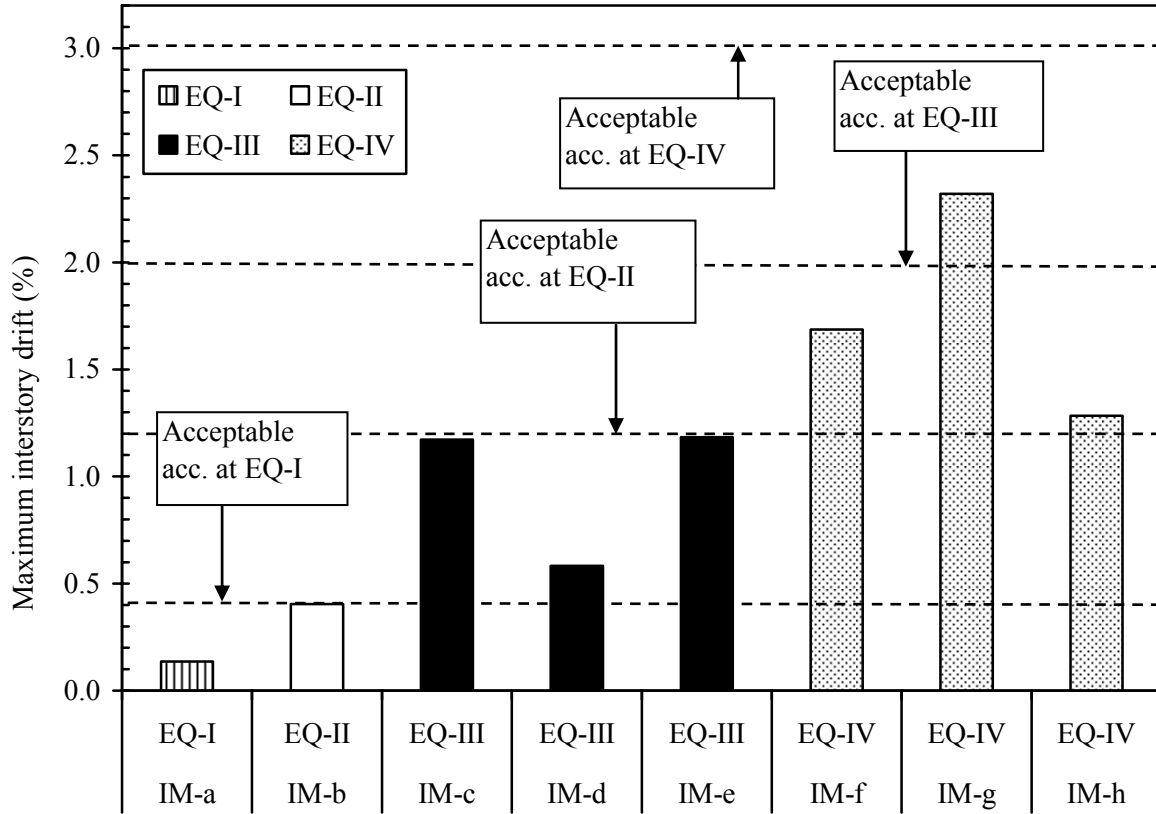 Maximum interstory drift (%)
3.0
2.5
2.0
1.5
1.0
0.5
0.0
EQ-I
EQ-II
EQ-III
EQ-IV
Acceptable
acc. at EQ-IV
Acceptable
acc. at EQ-III
Acceptable
acc. at EQ-II
Acceptable
acc. at EQ-I
EQ-I EQ-II EQ-III EQ-III EQ-III EQ-IV EQ-IV EQ-IV
IM-a IM-b IM-c IM-d IM-e IM-f IM-g IM-h